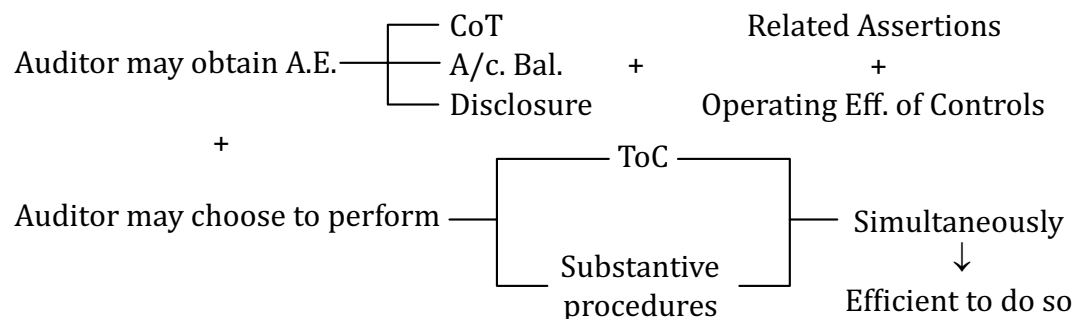 CoT
Related Assertions
Auditor may obtain A.E.
A/c. Bal.
+
+
Disclosure
Operating Eff. of Controls
+
ToC
Auditor may choose to perform
Simultaneously
Substantive
procedures
↓
Efficient to do so